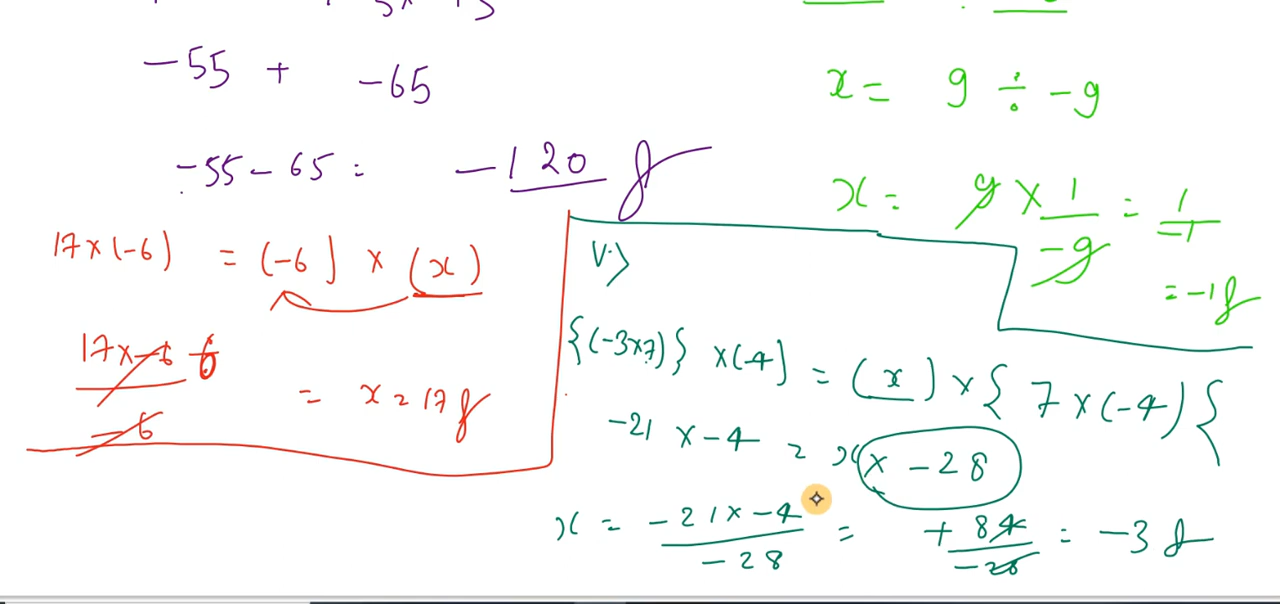 -55 + -65
-55 - 65 = -120
x = 9 ÷ -9
x = 9 × 1/-9 = 1/-1
= -1
17 × (-6) = (-6) × (x)
17 × -6 6
-6
= x = 17
V.>
{(-3×7)} × (-4] = (x) × { 7 × (-4) {
-21 × -4 = x × -28
x = -21 × -4 / -28 = +84 / -28 = -3